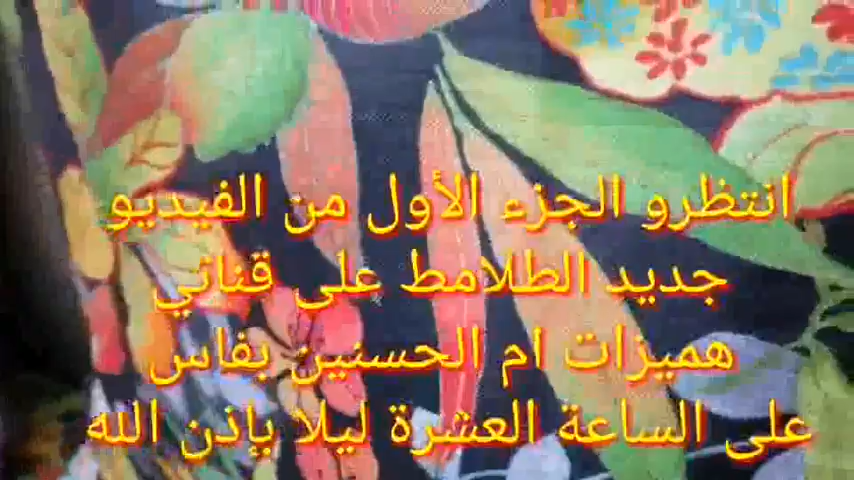 انتظرو الجزء الأول من الفيديو
جديد الطلامط على قناتي
هميزات ام الحسنين بفاس
على الساعة العشرة ليلا بإذن الله